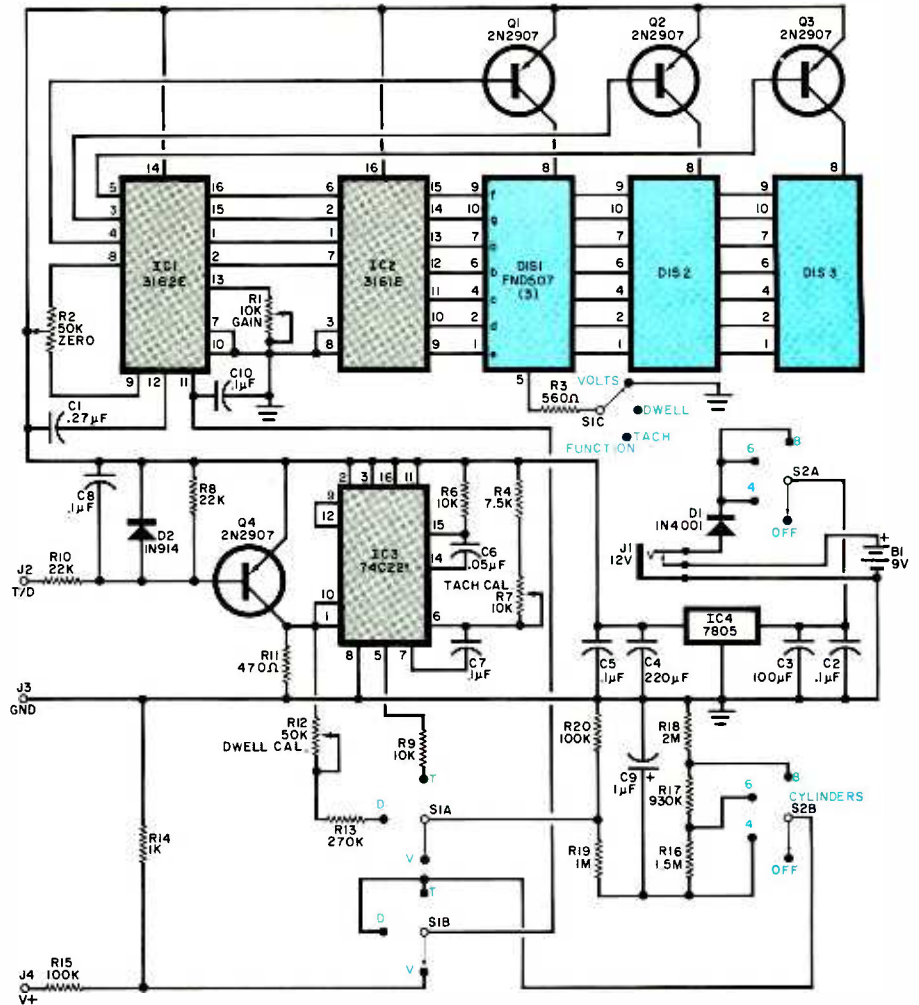 Q1
2N2907
Q2
2N2907
Q3
2N2907
14
16
8
8
8
5
3
4
8
IC1
3162E
16
15
1
2
13
7
10
9
12
11
6
2
1
7
3
8
IC2
3161E
15
14
13
12
11
10
9
9
10
7
6
4
2
1
f
g
a
b
c
d
e
DIS1
FND507
(3)
5
9
10
7
6
4
2
1
DIS2
9
10
7
6
4
2
1
DIS3
R2
50K
ZERO
R1
10K
GAIN
C10
.1µF
C1
.27µF
R3
560Ω
S1C
VOLTS
DWELL
TACH
FUNCTION
C8
.1µF
D2
1N914
R8
22K
Q4
2N2907
R10
22K
J2
T/D
2
3
16
11
9
12
15
14
10
1
6
8
5
7
IC3
74C221
R6
10K
R4
7.5K
C6
.05µF
TACH CAL
R7
10K
C7
.1µF
R11
470Ω
6
8
4
S2A
OFF
D1
1N4001
J1
12V
B1
9V
+
IC4
7805
C5
.1µF
C4
220µF
C3
100µF
C2
.1µF
J3
GND
R12
50K
DWELL CAL
R9
10K
R20
100K
R18
2M
C9
1µF
+
R17
930K
R16
1.5M
R19
1M
6
8
4
CYLINDERS
S2B
OFF
T
D
S1A
V
R13
270K
R14
1K
T
D
S1B
V
J4
V+
R15
100K